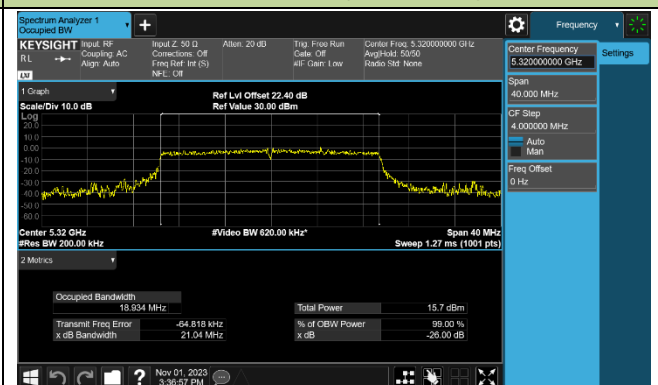 Spectrum Analyzer 1
Occupied BW
+
Frequency
KEYSIGHT
Input: RF
Input Z: 50 Ω
Atten: 20 dB
Trig: Free Run
Center Freq: 5.320000000 GHz
RL
Coupling: AC
Corrections: Off
Gate: Off
Avg|Hold: 50/50
Align: Auto
Freq Ref: Int (S)
#IF Gain: Low
Radio Std: None
LXI
NFE: Off
1 Graph
Ref Lvl Offset 22.40 dB
Scale/Div 10.0 dB
Ref Value 30.00 dBm
Log
20.0
10.0
0.00
-10.0
-20.0
-30.0
-40.0
-50.0
-60.0
Center 5.32 GHz
#Video BW 620.00 kHz*
Span 40 MHz
#Res BW 200.00 kHz
Sweep 1.27 ms (1001 pts)
2 Metrics
Occupied Bandwidth
18.934 MHz
Total Power
15.7 dBm
Transmit Freq Error
-64.818 kHz
% of OBW Power
99.00 %
x dB Bandwidth
21.04 MHz
x dB
-26.00 dB
Nov 01, 2023
3:36:57 PM
?
Center Frequency
5.320000000 GHz
Settings
Span
40.000 MHz
CF Step
4.000000 MHz
Auto
Man
Freq Offset
0 Hz